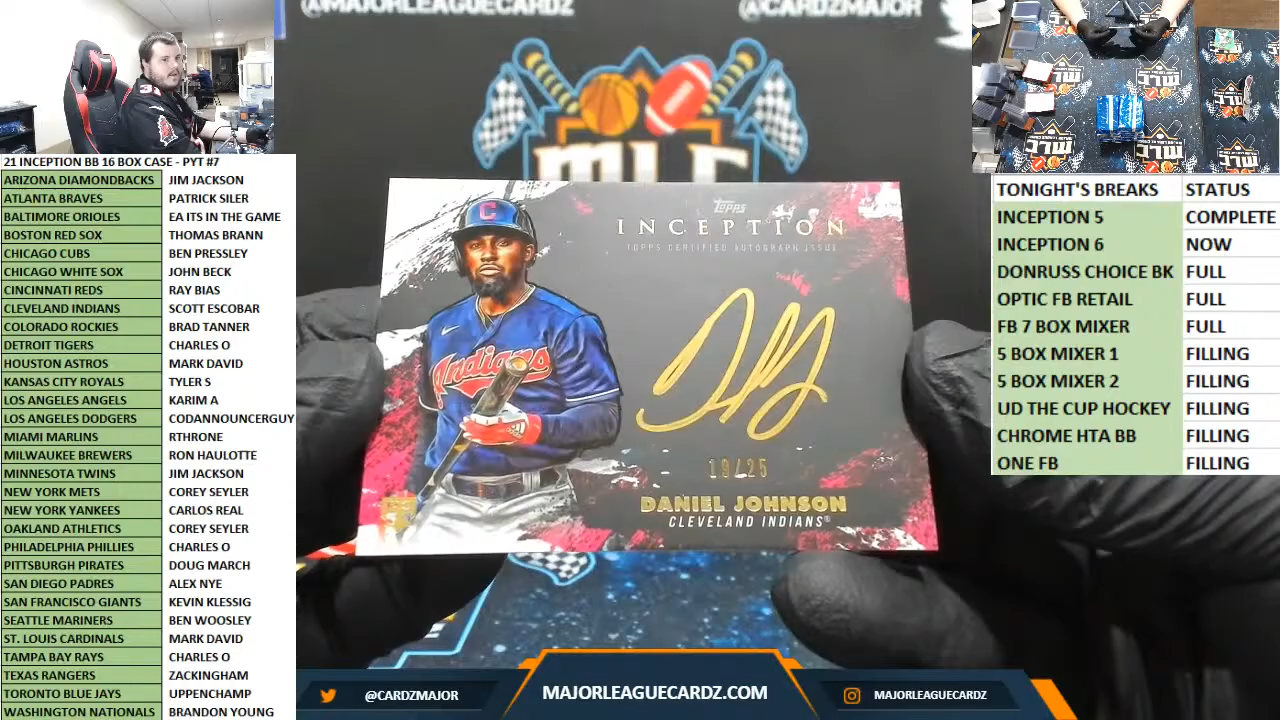 @MAJORLEAGUECARDZ
@CARDZMAJOR
MLC
21 INCEPTION BB 16 BOX CASE - PYT #7
ARIZONA DIAMONDBACKS JIM JACKSON
ATLANTA BRAVES PATRICK SILER
BALTIMORE ORIOLES EA ITS IN THE GAME
BOSTON RED SOX THOMAS BRANN
CHICAGO CUBS BEN PRESSLEY
CHICAGO WHITE SOX JOHN BECK
CINCINNATI REDS RAY BIAS
CLEVELAND INDIANS SCOTT ESCOBAR
COLORADO ROCKIES BRAD TANNER
DETROIT TIGERS CHARLES O
HOUSTON ASTROS MARK DAVID
KANSAS CITY ROYALS TYLER S
LOS ANGELES ANGELS KARIM A
LOS ANGELES DODGERS CODANNOUNCERGUY
MIAMI MARLINS RTHRONE
MILWAUKEE BREWERS RON HAULOTTE
MINNESOTA TWINS JIM JACKSON
NEW YORK METS COREY SEYLER
NEW YORK YANKEES CARLOS REAL
OAKLAND ATHLETICS COREY SEYLER
PHILADELPHIA PHILLIES CHARLES O
PITTSBURGH PIRATES DOUG MARCH
SAN DIEGO PADRES ALEX NYE
SAN FRANCISCO GIANTS KEVIN KLESSIG
SEATTLE MARINERS BEN WOOSLEY
ST. LOUIS CARDINALS MARK DAVID
TAMPA BAY RAYS CHARLES O
TEXAS RANGERS ZACKINGHAM
TORONTO BLUE JAYS UPPENCHAMP
WASHINGTON NATIONALS BRANDON YOUNG
C
Indians
Topps
INCEPTION
TOPPS CERTIFIED AUTOGRAPH ISSUE
19/25
DANIEL JOHNSON
CLEVELAND INDIANS®
TONIGHT'S BREAKS STATUS
INCEPTION 5 COMPLETE
INCEPTION 6 NOW
DONRUSS CHOICE BK FULL
OPTIC FB RETAIL FULL
FB 7 BOX MIXER FULL
5 BOX MIXER 1 FILLING
5 BOX MIXER 2 FILLING
UD THE CUP HOCKEY FILLING
CHROME HTA BB FILLING
ONE FB FILLING
@CARDZMAJOR
MAJORLEAGUECARDZ.COM
MAJORLEAGUECARDZ